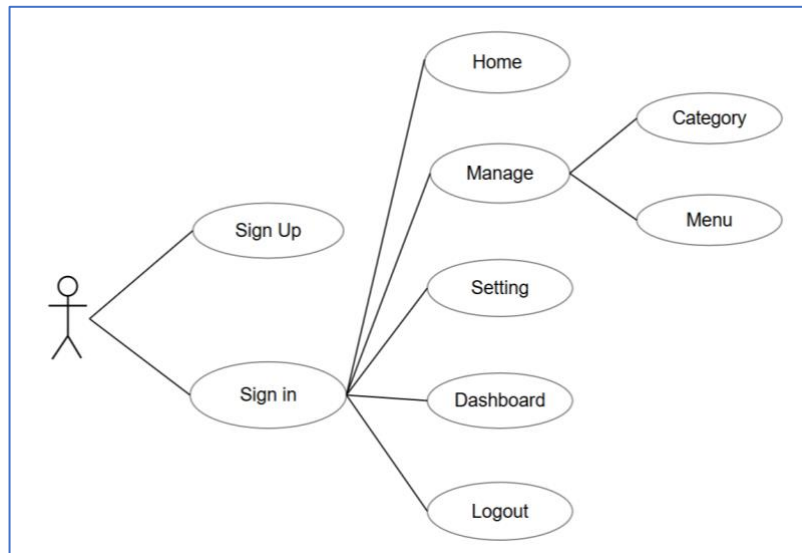 Home
Category
Manage
Menu
Sign Up
Setting
Sign in
Dashboard
Logout